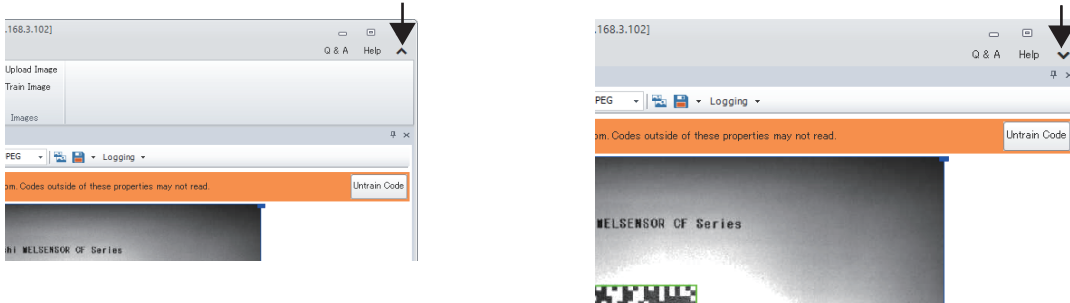 .168.3.102]
Q & A Help
Upload Image
Train Image
Images
PEG Logging
om. Codes outside of these properties may not read. Untrain Code
hi MELSENSOR CF Series
.168.3.102]
Q & A Help
PEG Logging
om. Codes outside of these properties may not read. Untrain Code
MELSENSOR CF Series